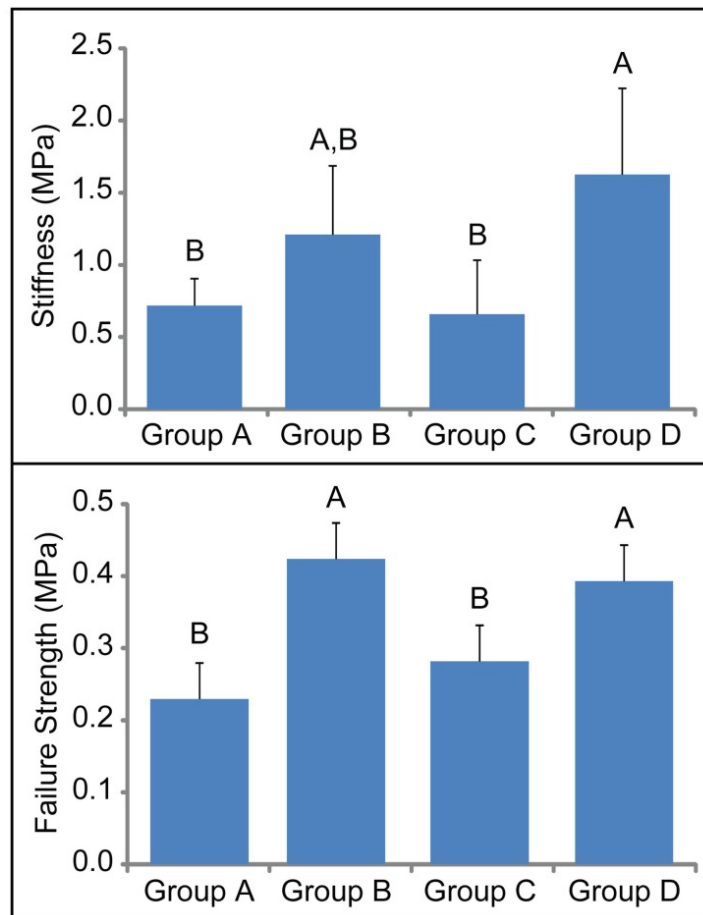 Stiffness (MPa)
2.5
2.0
1.5
1.0
0.5
0.0
B
A,B
B
A
Group A
Group B
Group C
Group D
Failure Strength (MPa)
0.5
0.4
0.3
0.2
0.1
0.0
B
A
B
A
Group A
Group B
Group C
Group D